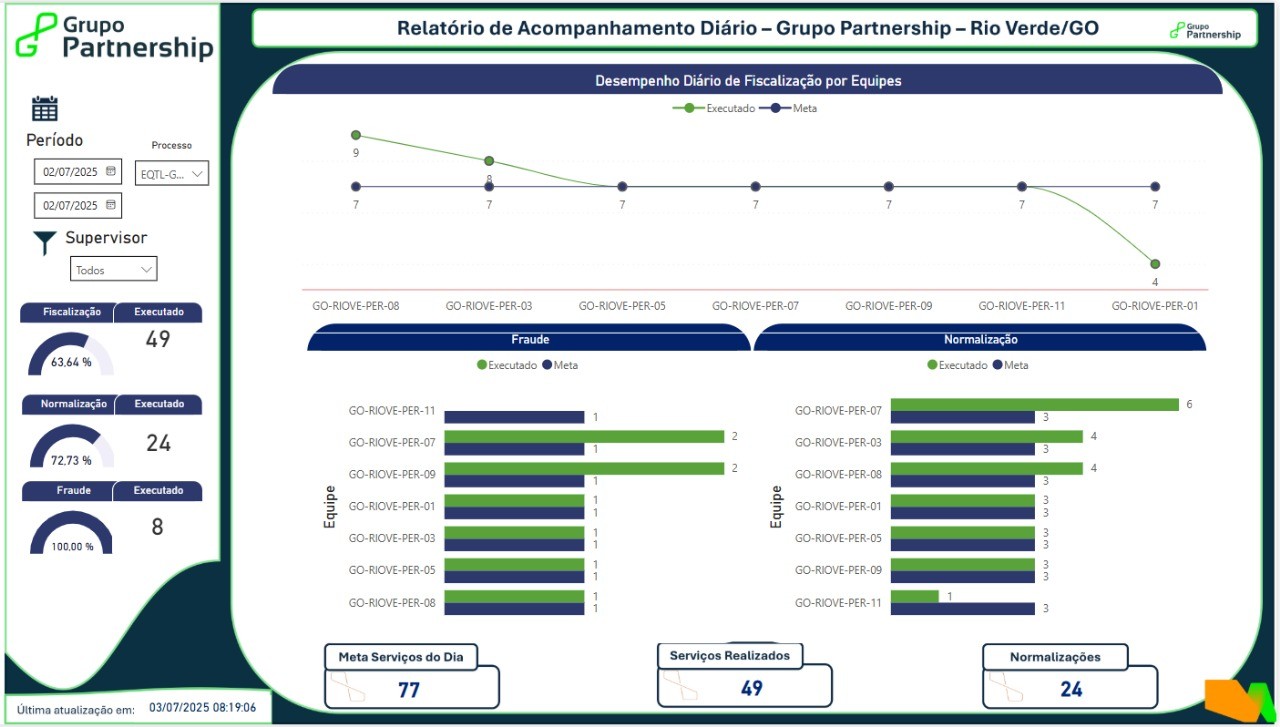 Grupo
Partnership
Relatório de Acompanhamento Diário – Grupo Partnership – Rio Verde/GO
Grupo
Partnership
Período
Processo
02/07/2025
EQTL-G...
02/07/2025
Supervisor
Todos
Fiscalização Executado
49
63,64 %
Normalização Executado
24
72,73 %
Fraude Executado
8
100,00 %
Última atualização em: 03/07/2025 08:19:06
Desempenho Diário de Fiscalização por Equipes
Executado Meta
9
8
7 7 7 7 7 7 7
4
GO-RIOVE-PER-08 GO-RIOVE-PER-03 GO-RIOVE-PER-05 GO-RIOVE-PER-07 GO-RIOVE-PER-09 GO-RIOVE-PER-11 GO-RIOVE-PER-01
Fraude
Executado Meta
Equipe
GO-RIOVE-PER-11
1
GO-RIOVE-PER-07
2
1
GO-RIOVE-PER-09
2
1
GO-RIOVE-PER-01
1
1
GO-RIOVE-PER-03
1
1
GO-RIOVE-PER-05
1
1
GO-RIOVE-PER-08
1
1
Normalização
Executado Meta
Equipe
GO-RIOVE-PER-07
6
3
GO-RIOVE-PER-03
4
3
GO-RIOVE-PER-08
4
3
GO-RIOVE-PER-01
3
3
GO-RIOVE-PER-05
3
3
GO-RIOVE-PER-09
3
3
GO-RIOVE-PER-11
1
3
Meta Serviços do Dia
77
Serviços Realizados
49
Normalizações
24